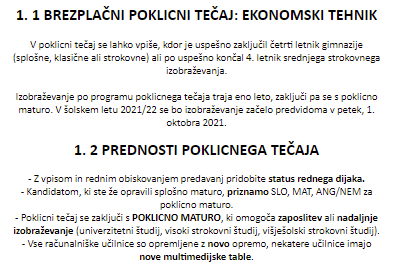 1. 1 BREZPLAČNI POKLICNI TEČAJ: EKONOMSKI TEHNIK
V poklicni tečaj se lahko vpiše, kdor je uspešno zaključil četrti letnik gimnazije
(splošne, klasične ali strokovne) ali po uspešno končal 4. letnik srednjega strokovnega
izobraževanja.
Izobraževanje po programu poklicnega tečaja traja eno leto, zaključi pa se s poklicno
maturo. V šolskem letu 2021/22 se bo izobraževanje začelo predvidoma v petek, 1.
oktobra 2021.
1. 2 PREDNOSTI POKLICNEGA TEČAJA
- Z vpisom in rednim obiskovanjem predavanj pridobite status rednega dijaka.
- Kandidatom, ki ste že opravili splošno maturo, priznamo SLO, MAT, ANG/NEM za
poklicno maturo.
- Poklicni tečaj se zaključi s POKLICNO MATURO, ki omogoča zaposlitev ali nadaljnje
izobraževanje (univerzitetni študij, visoki strokovni študij, višješolski strokovni študij).
- Vse računalniške učilnice so opremljene z novo opremo, nekatere učilnice imajo
nove multimedijske table.